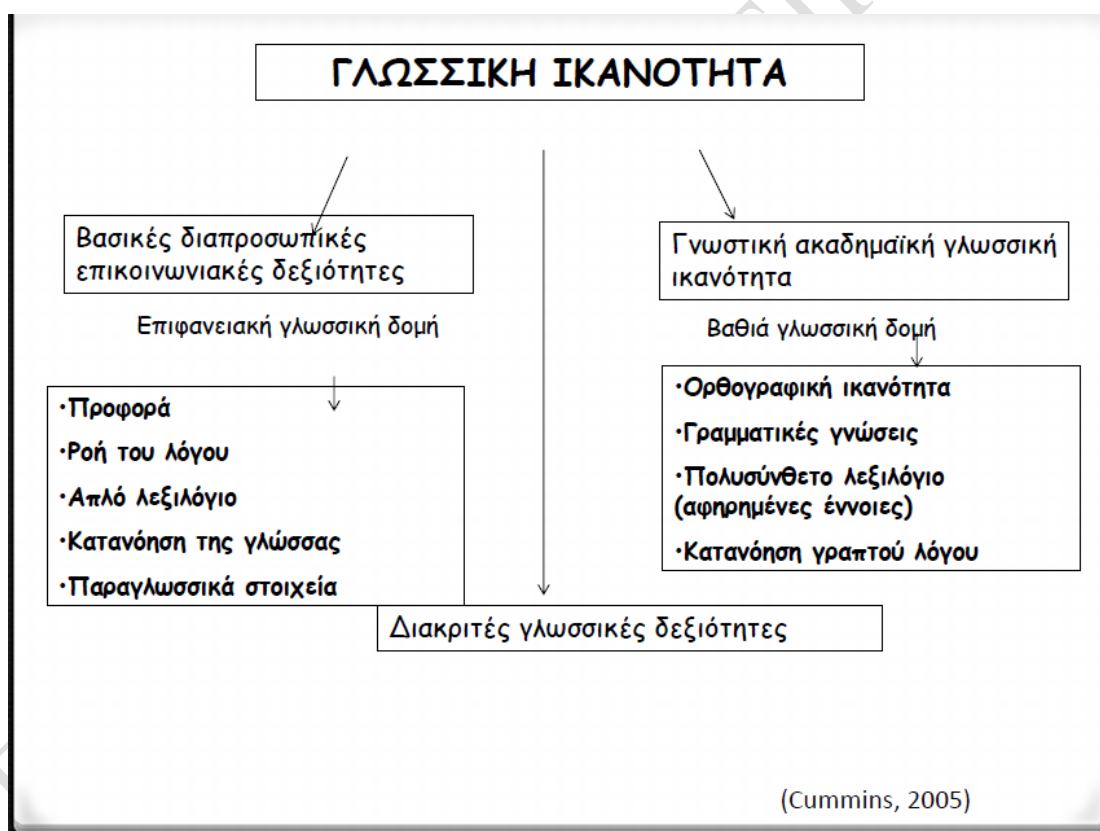 ΓΛΩΣΣΙΚΗ ΙΚΑΝΟΤΗΤΑ
Βασικές διαπροσωπικές
επικοινωνιακές δεξιότητες
Επιφανειακή γλωσσική δομή
•Προφορά
•Ροή του λόγου
•Απλό λεξιλόγιο
•Κατανόηση της γλώσσας
•Παραγλωσσικά στοιχεία
Γνωστική ακαδημαϊκή γλωσσική
ικανότητα
Βαθιά γλωσσική δομή
•Ορθογραφική ικανότητα
•Γραμματικές γνώσεις
•Πολυσύνθετο λεξιλόγιο
(αφηρημένες έννοιες)
•Κατανόηση γραπτού λόγου
Διακριτές γλωσσικές δεξιότητες
(Cummins, 2005)